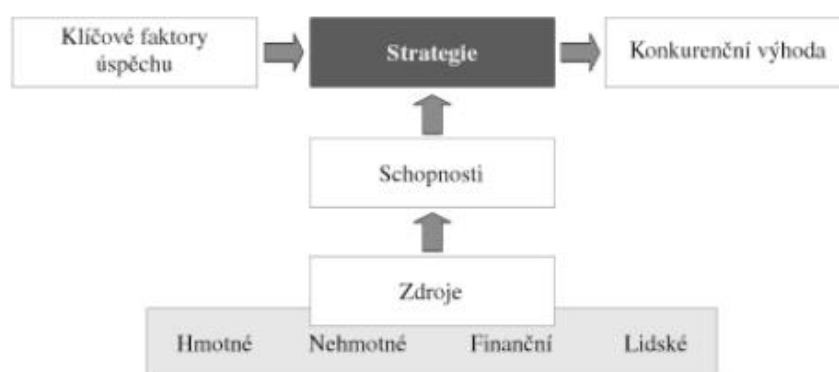 Klíčové faktory
úspěchu
Strategie
Konkurenční výhoda
Schopnosti
Zdroje
Hmotné Nehmotné Finanční Lidské